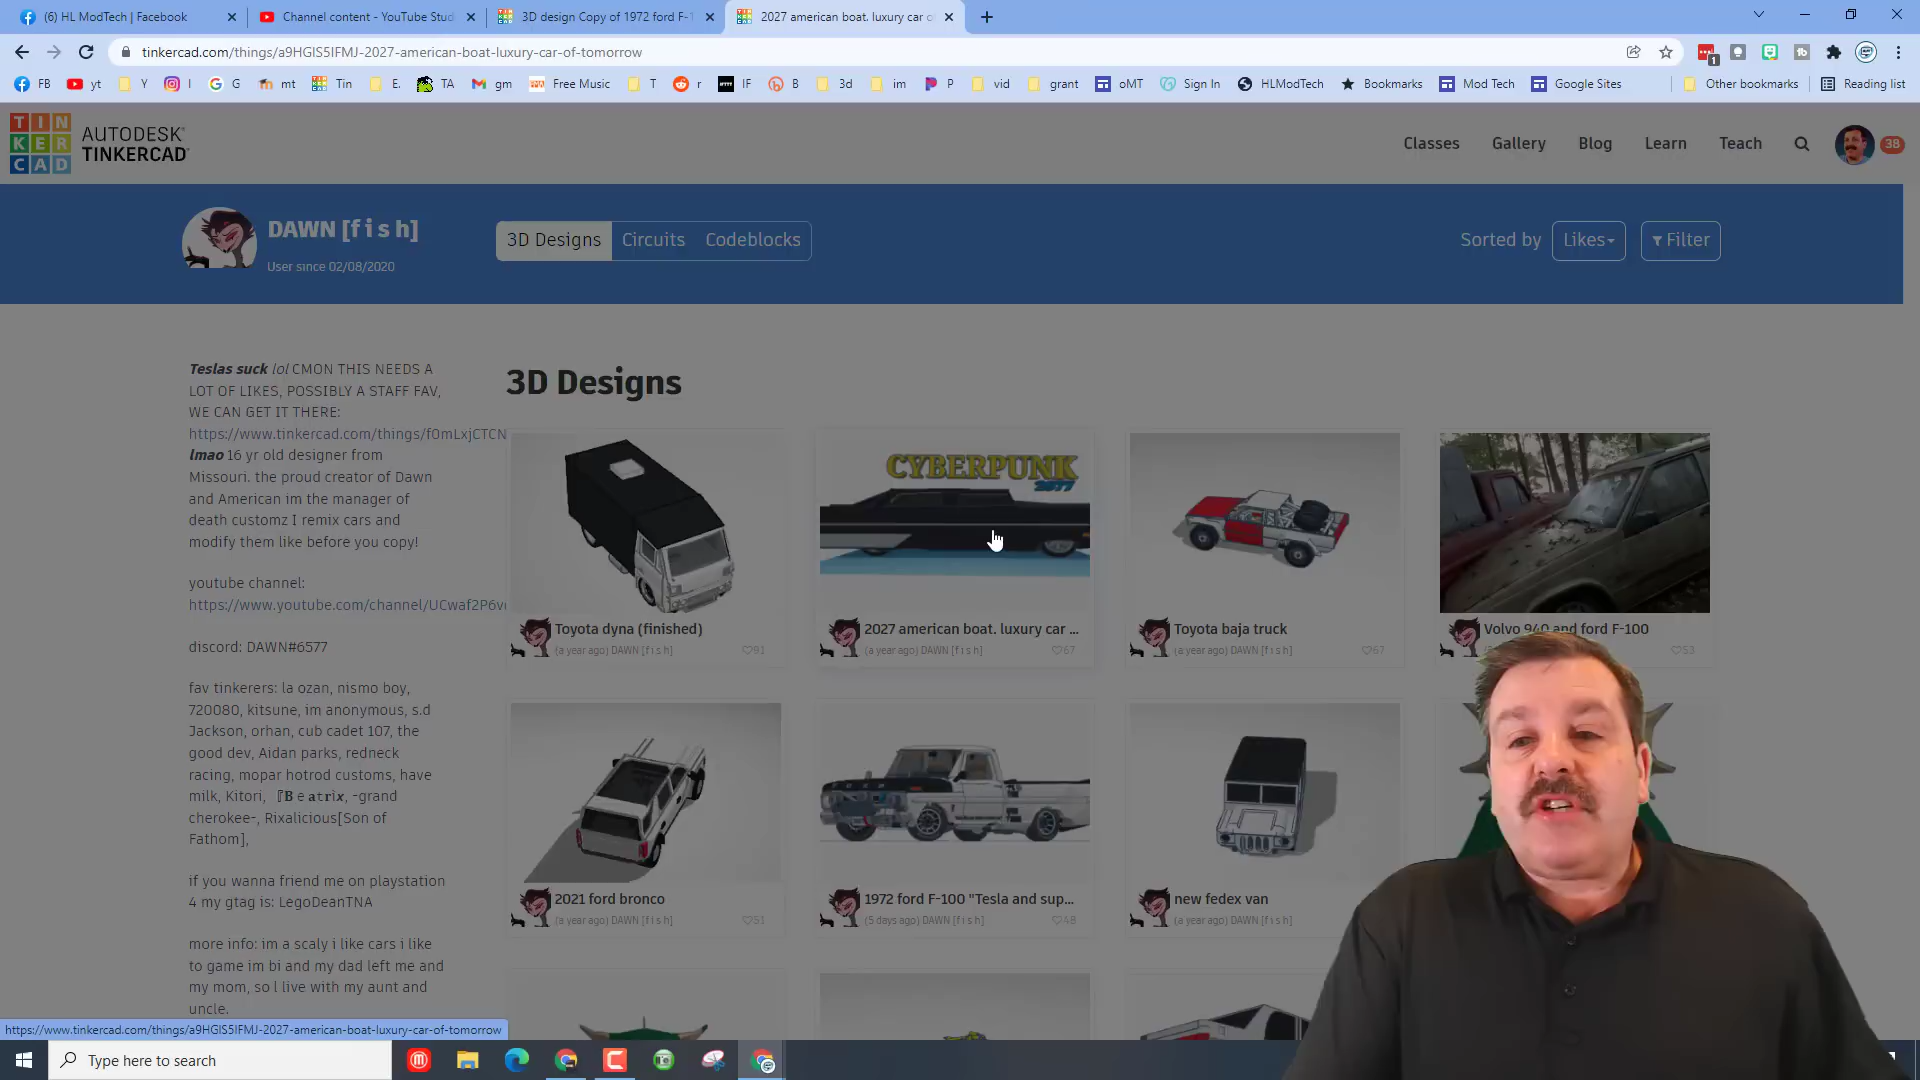 (6) HL ModTech | Facebook
Channel content - YouTube Stud
3D design Copy of 1972 ford F-1
2027 american boat. luxury car o
tinkercad.com/things/a9HGlS5IFMJ-2027-american-boat-luxury-car-of-tomorrow
1
FB yt Y I G mt Tin E. TA gm Free Music T r IF B 3d im P vid grant oMT Sign In HLModTech Bookmarks Mod Tech Google Sites Other bookmarks Reading list
TIN
KER
CAD
AUTODESK
TINKERCAD
Classes Gallery Blog Learn Teach 38
DAWN [f i s h]
User since 02/08/2020
3D Designs Circuits Codeblocks
Sorted by Likes Filter
Teslas suck lol CMON THIS NEEDS A
LOT OF LIKES, POSSIBLY A STAFF FAV,
WE CAN GET IT THERE:
https://www.tinkercad.com/things/f0mLxjCTCN
lmao 16 yr old designer from
Missouri. the proud creator of Dawn
and American im the manager of
death customz I remix cars and
modify them like before you copy!
youtube channel:
https://www.youtube.com/channel/UCwaf2P6v
discord: DAWN#6577
fav tinkerers: la ozan, nismo boy,
720080, kitsune, im anonymous, s.d
Jackson, orhan, cub cadet 107, the
good dev, Aidan parks, redneck
racing, mopar hotrod customs, have
milk, Kitori, 『𝐁 e 𝐚t𝐫ì𝒙, -grand
cherokee-, Rixalicious[Son of
Fathom],
if you wanna friend me on playstation
4 my gtag is: LegoDeanTNA
more info: im a scaly i like cars i like
to game im bi and my dad left me and
my mom, so l live with my aunt and
uncle.
3D Designs
CYBERPUNK
2077
Toyota dyna (finished)
(a year ago) DAWN [f i s h] 91
2027 american boat. luxury car ...
(a year ago) DAWN [f i s h] 67
Toyota baja truck
(a year ago) DAWN [f i s h] 67
Volvo 940 and ford F-100
53
2021 ford bronco
(a year ago) DAWN [f i s h] 51
1972 ford F-100 "Tesla and sup...
(5 days ago) DAWN [f i s h] 48
new fedex van
(a year ago) DAWN [f i s h]
https://www.tinkercad.com/things/a9HGlS5IFMJ-2027-american-boat-luxury-car-of-tomorrow
Type here to search